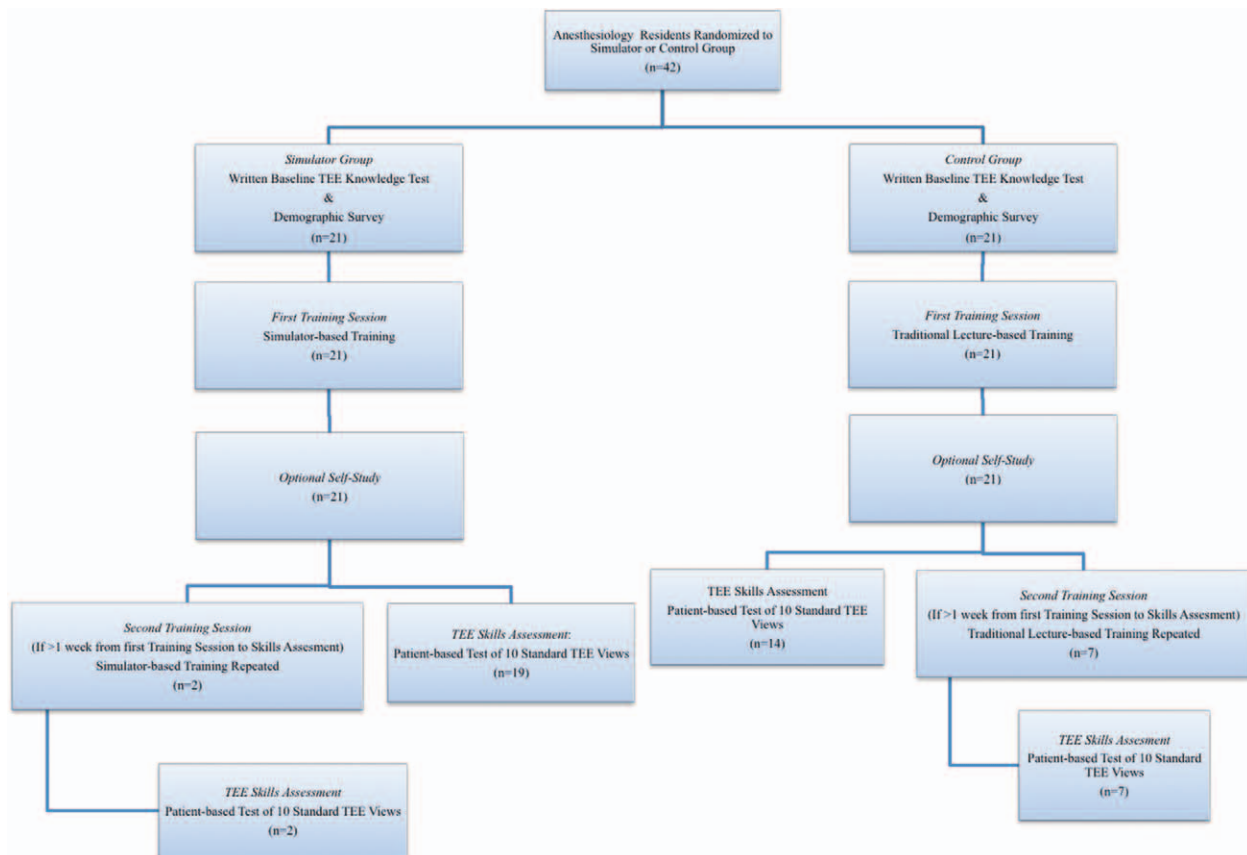 Anesthesiology Residents Randomized to
Simulator or Control Group
(n=42)
Simulator Group
Written Baseline TEE Knowledge Test
&
Demographic Survey
(n=21)
Control Group
Written Baseline TEE Knowledge Test
&
Demographic Survey
(n=21)
First Training Session
Simulator-based Training
(n=21)
First Training Session
Traditional Lecture-based Training
(n=21)
Optional Self-Study
(n=21)
Optional Self-Study
(n=21)
Second Training Session
(If >1 week from first Training Session to Skills Assesment)
Simulator-based Training Repeated
(n=2)
TEE Skills Assessment:
Patient-based Test of 10 Standard TEE Views
(n=19)
TEE Skills Assessment
Patient-based Test of 10 Standard TEE
Views
(n=14)
Second Training Session
(If >1 week from first Training Session to Skills Assesment)
Traditional Lecture-based Training Repeated
(n=7)
TEE Skills Assessment
Patient-based Test of 10 Standard TEE Views
(n=2)
TEE Skills Assesment
Patient-based Test of 10 Standard TEE
Views
(n=7)